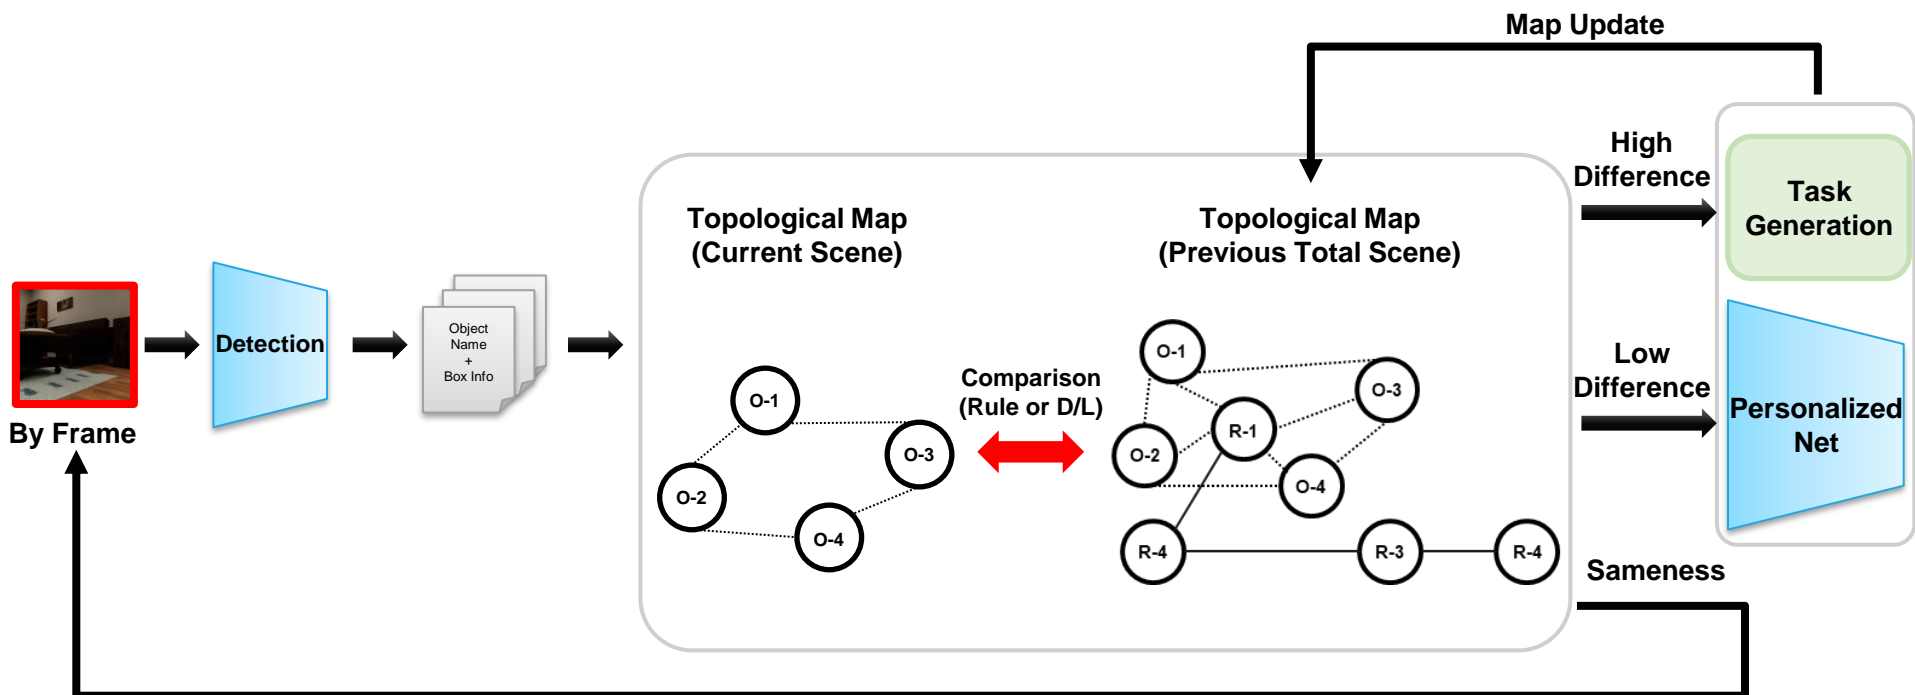 Map Update
High
Difference
Task
Generation
Topological Map
(Current Scene)
Topological Map
(Previous Total Scene)
Detection
Object
Name
+
Box Info
By Frame
O-1
O-2
O-3
O-4
Comparison
(Rule or D/L)
O-1
O-3
R-1
O-2
O-4
R-4
R-3
R-4
Low
Difference
Personalized
Net
Sameness